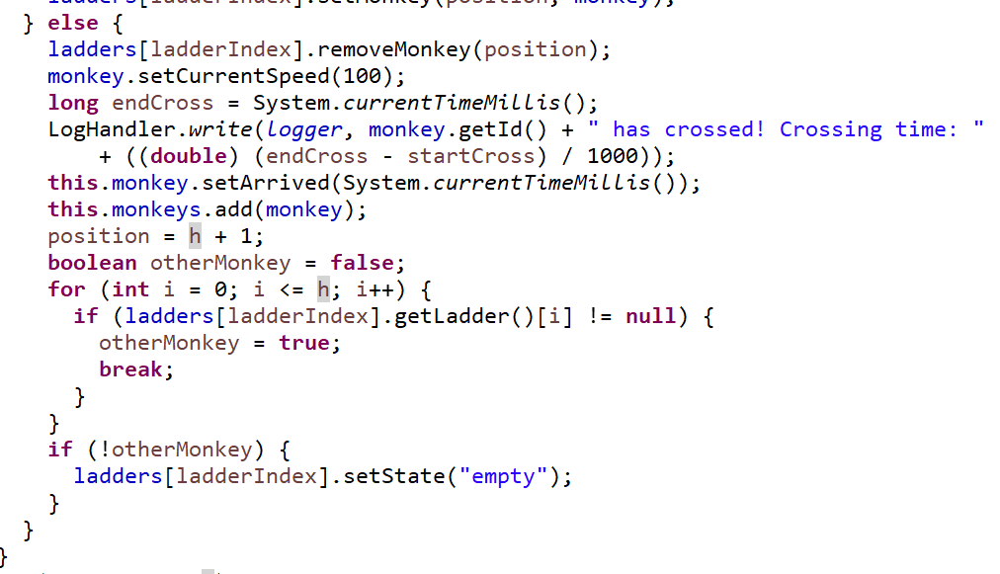 ladders[ladderIndex].setMonkey(position, monkey);
} else {
ladders[ladderIndex].removeMonkey(position);
monkey.setCurrentSpeed(100);
long endCross = System.currentTimeMillis();
LogHandler.write(logger, monkey.getId() + " has crossed! Crossing time: "
+ ((double) (endCross - startCross) / 1000));
this.monkey.setArrived(System.currentTimeMillis());
this.monkeys.add(monkey);
position = h + 1;
boolean otherMonkey = false;
for (int i = 0; i <= h; i++) {
if (ladders[ladderIndex].getLadder()[i] != null) {
otherMonkey = true;
break;
}
}
if (!otherMonkey) {
ladders[ladderIndex].setState("empty");
}
}
}